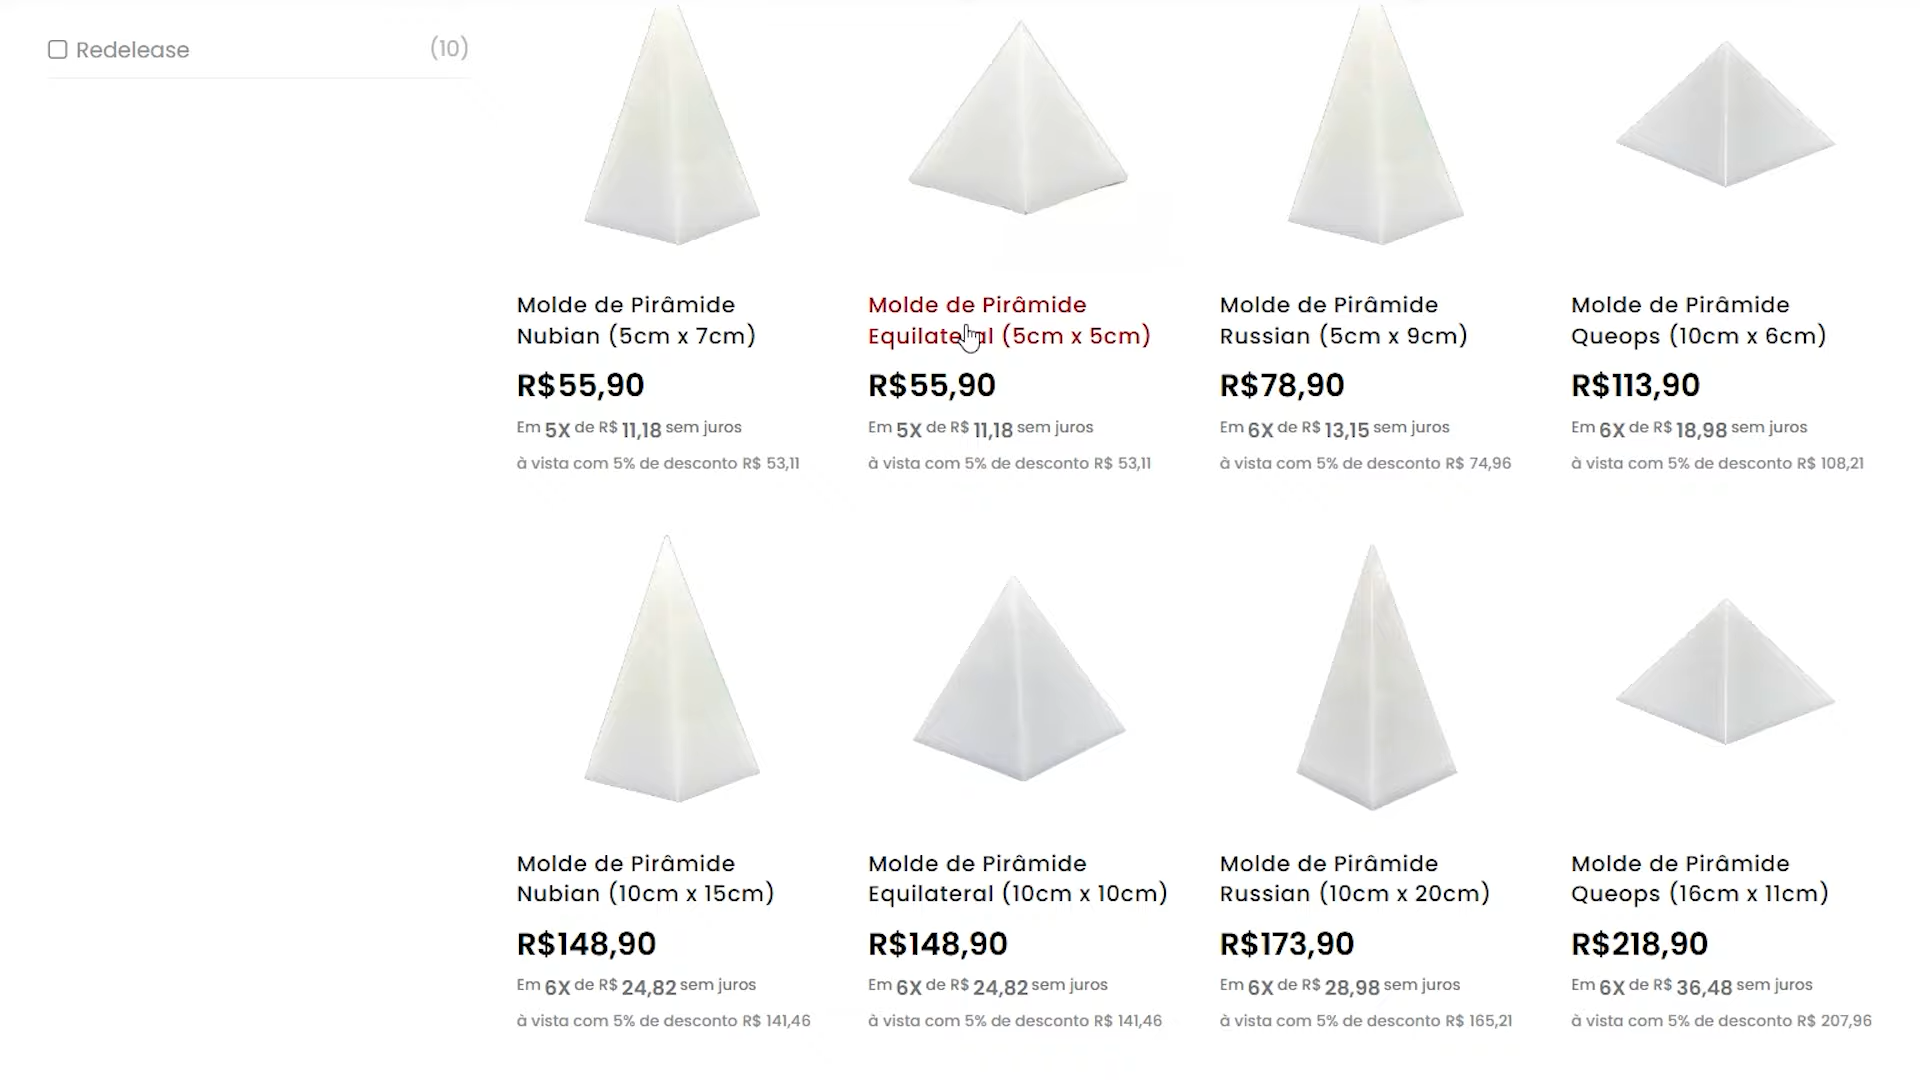 Redelease (10)
Molde de Pirâmide
Nubian (5cm x 7cm)
R$55,90
Em 5X de R$ 11,18 sem juros
à vista com 5% de desconto R$ 53,11
Molde de Pirâmide
Equilateral (5cm x 5cm)
R$55,90
Em 5X de R$ 11,18 sem juros
à vista com 5% de desconto R$ 53,11
Molde de Pirâmide
Russian (5cm x 9cm)
R$78,90
Em 6X de R$ 13,15 sem juros
à vista com 5% de desconto R$ 74,96
Molde de Pirâmide
Queops (10cm x 6cm)
R$113,90
Em 6X de R$ 18,98 sem juros
à vista com 5% de desconto R$ 108,21
Molde de Pirâmide
Nubian (10cm x 15cm)
R$148,90
Em 6X de R$ 24,82 sem juros
à vista com 5% de desconto R$ 141,46
Molde de Pirâmide
Equilateral (10cm x 10cm)
R$148,90
Em 6X de R$ 24,82 sem juros
à vista com 5% de desconto R$ 141,46
Molde de Pirâmide
Russian (10cm x 20cm)
R$173,90
Em 6X de R$ 28,98 sem juros
à vista com 5% de desconto R$ 165,21
Molde de Pirâmide
Queops (16cm x 11cm)
R$218,90
Em 6X de R$ 36,48 sem juros
à vista com 5% de desconto R$ 207,96